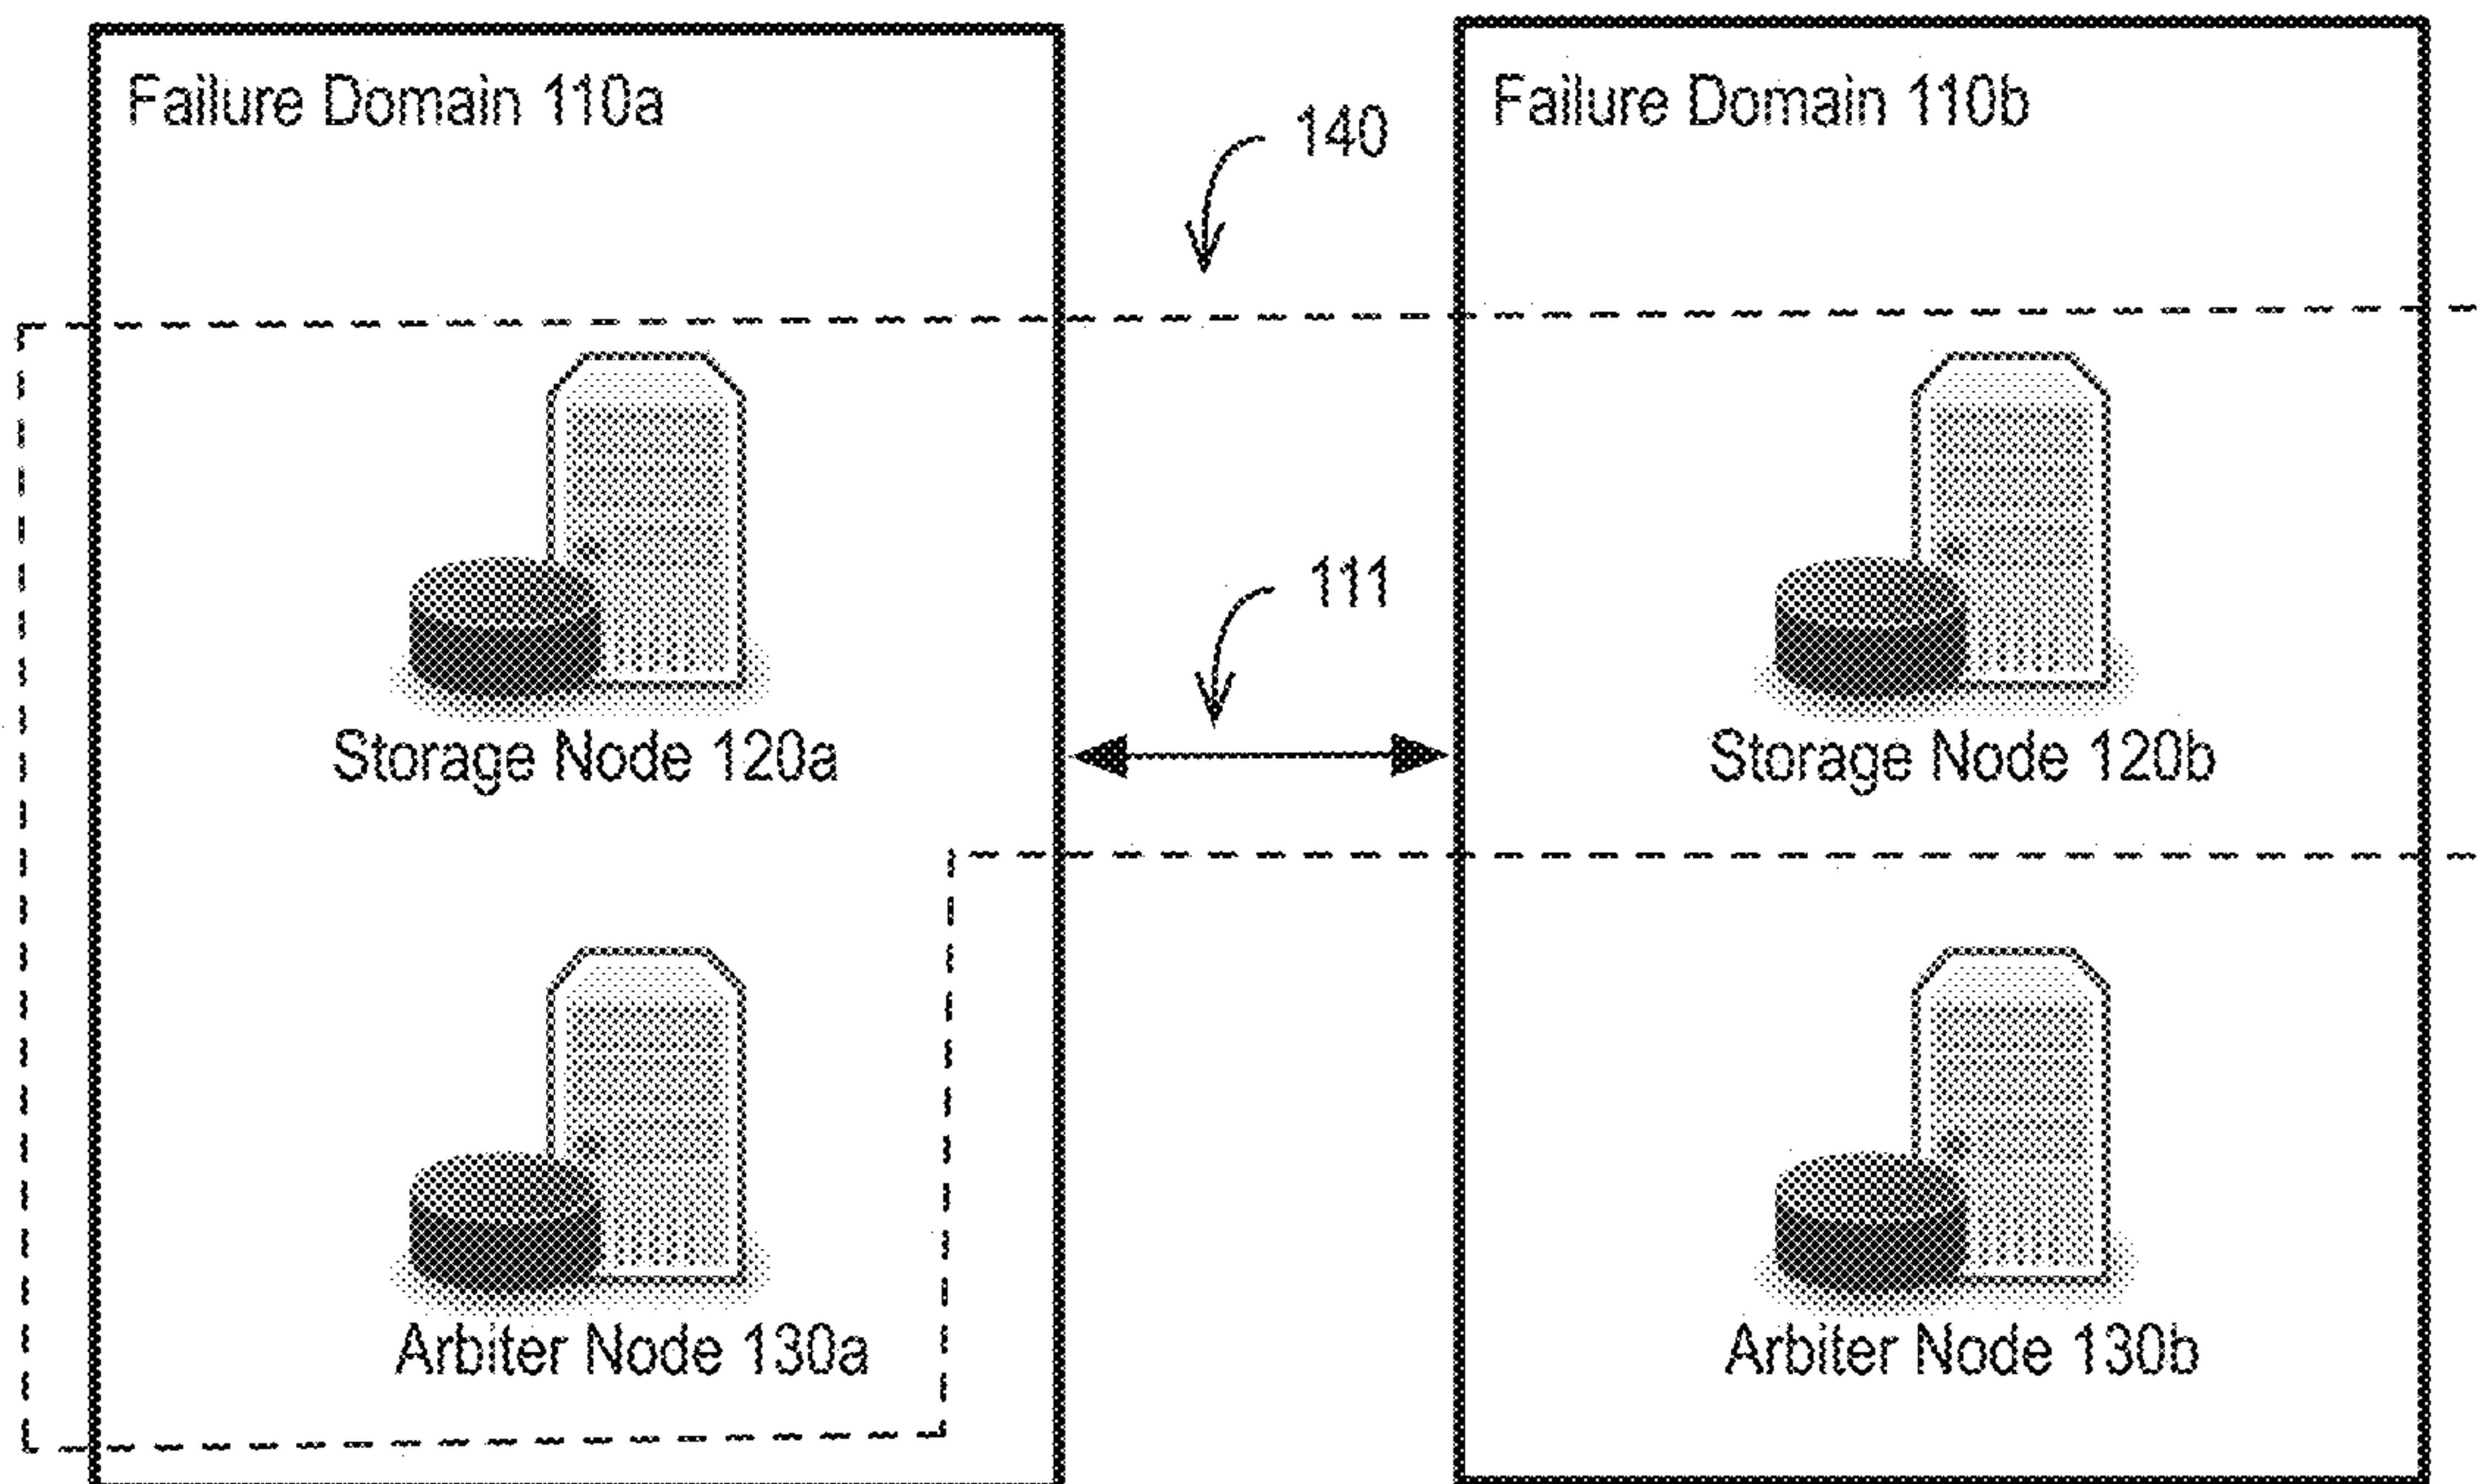 Failure Domain 110a
Failure Domain 110b
140
111
Storage Node 120a
Storage Node 120b
Arbiter Node 130a
Arbiter Node 130b